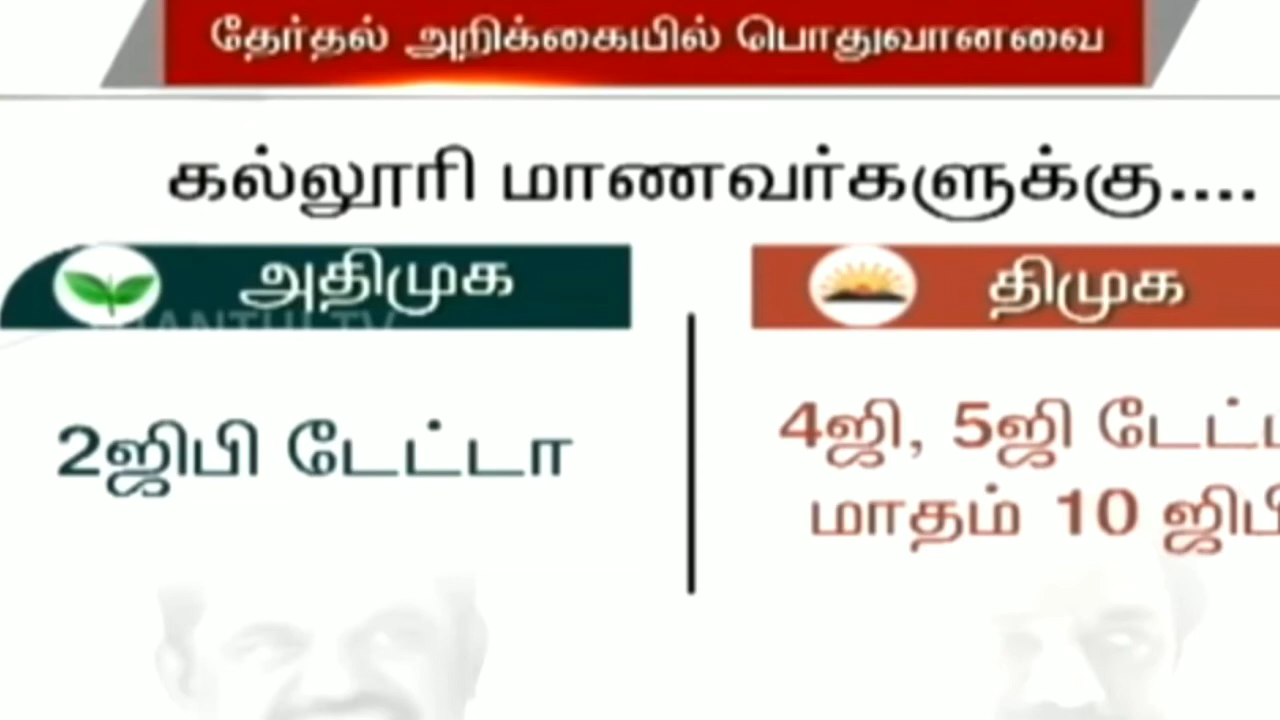 தேர்தல் அறிக்கையில் பொதுவானவை
கல்லூரி மாணவர்களுக்கு....
அதிமுக
திமுக
2ஜிபி டேட்டா
4ஜி, 5ஜி
மாதம் 10